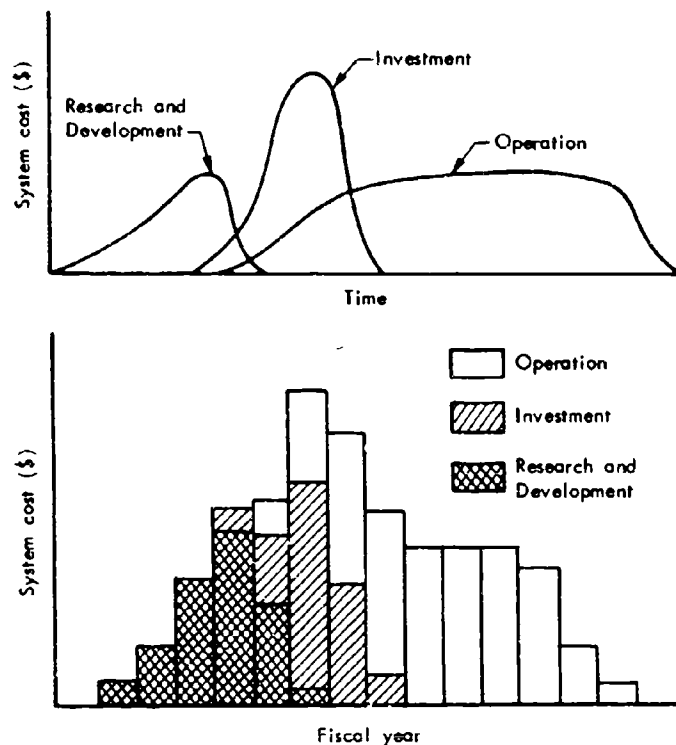 System cost ($)
Investment
Research and
Development
Operation
Time
System cost ($)
Operation
Investment
Research and
Development
Fiscal year